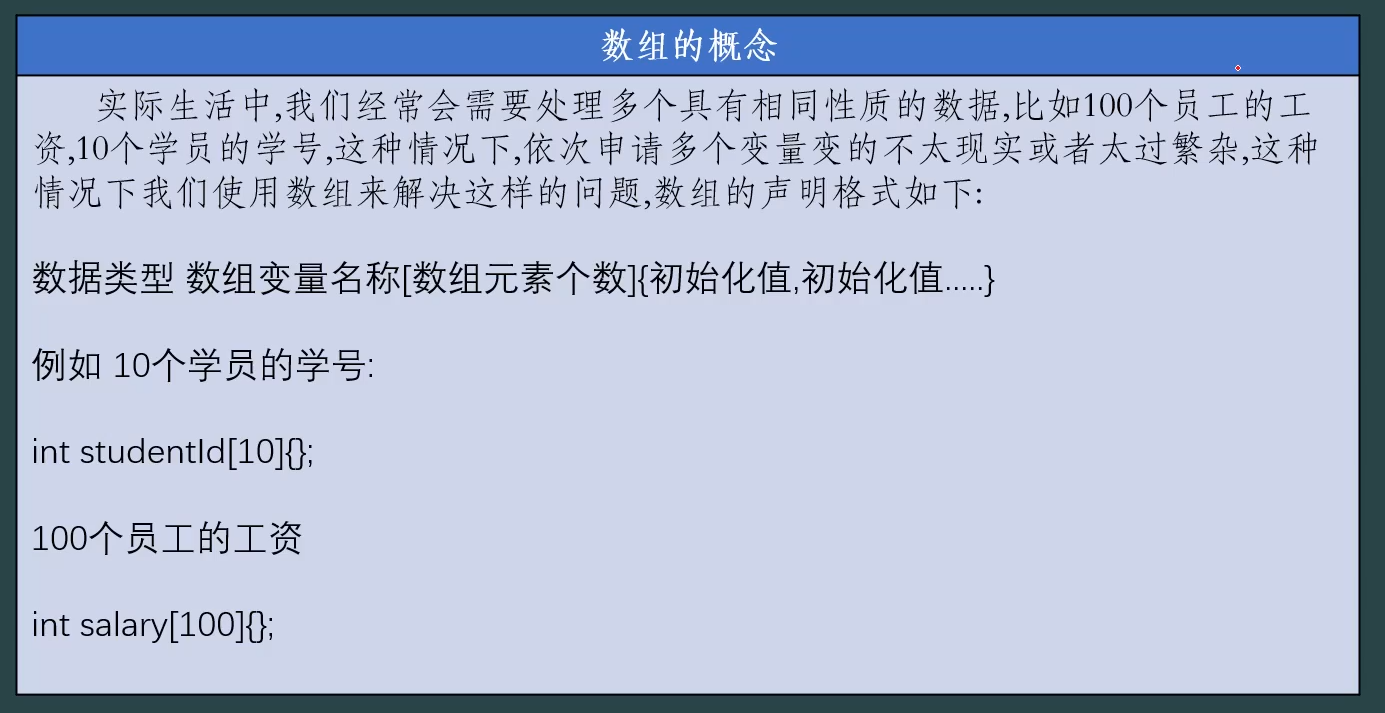 数组的概念
实际生活中,我们经常会需要处理多个具有相同性质的数据,比如100个员工的工
资,10个学员的学号,这种情况下,依次申请多个变量变的不太现实或者太过繁杂,这种
情况下我们使用数组来解决这样的问题,数组的声明格式如下:
数据类型 数组变量名称[数组元素个数]{初始化值,初始化值.....}
例如 10个学员的学号:
int studentId[10]{};
100个员工的工资
int salary[100]{};